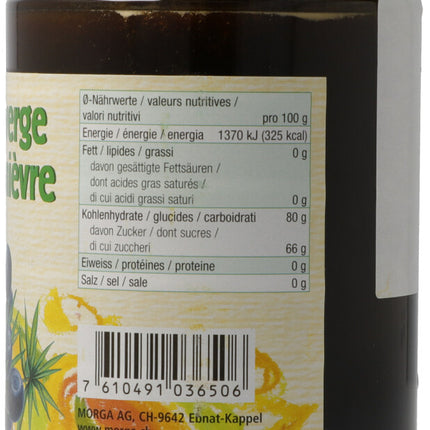 erge
ièvre
Ø-Nährwerte / valeurs nutritives /
valori nutritivi pro 100 g
Energie / énergie / energia 1370 kJ (325 kcal)
Fett / lipides / grassi 0 g
davon gesättigte Fettsäuren /
dont acides gras saturés /
di cui acidi grassi saturi 0 g
Kohlenhydrate / glucides / carboidrati 80 g
davon Zucker / dont sucres /
di cui zuccheri 66 g
Eiweiss / protéines / proteine 0 g
Salz / sel / sale 0 g
7 610491 036506
MORGA AG, CH-9642 Ebnat-Kappel